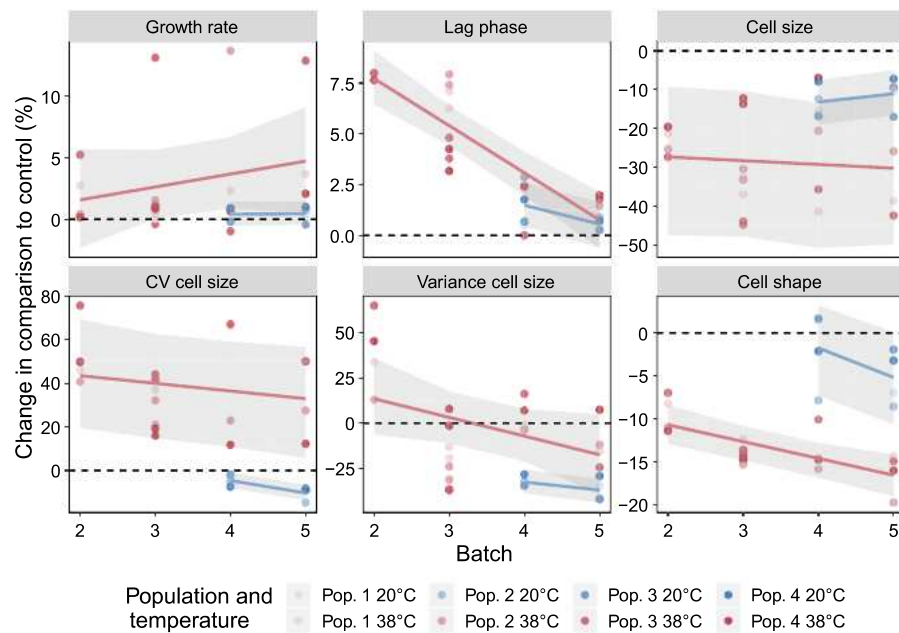 Growth rate
Lag phase
Cell size
Change in comparison to control (%)
10
5
0
7.5
5.0
2.5
0.0
0
−10
−20
−30
−40
−50
CV cell size
Variance cell size
Cell shape
80
60
40
20
0
50
25
0
−25
0
−5
−10
−15
−20
2 3 4 5
2 3 4 5
2 3 4 5
Batch
Population and
temperature
Pop. 1 20°C Pop. 2 20°C Pop. 3 20°C Pop. 4 20°C
Pop. 1 38°C Pop. 2 38°C Pop. 3 38°C Pop. 4 38°C